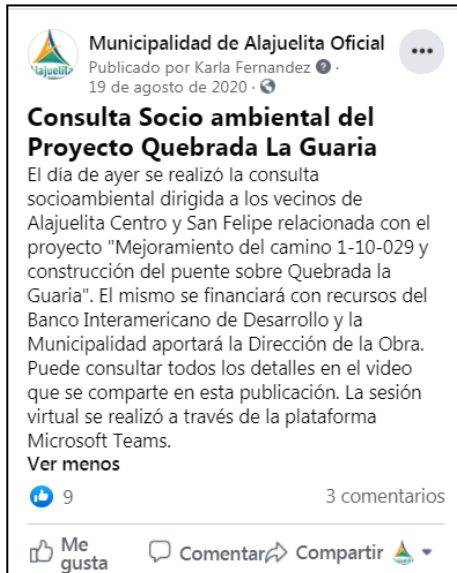 Municipalidad de Alajuelita Oficial
Publicado por Karla Fernandez ·
19 de agosto de 2020 ·
Consulta Socio ambiental del
Proyecto Quebrada La Guaria
El día de ayer se realizó la consulta
socioambiental dirigida a los vecinos de
Alajuelita Centro y San Felipe relacionada con el
proyecto "Mejoramiento del camino 1-10-029 y
construcción del puente sobre Quebrada la
Guaria". El mismo se financiará con recursos del
Banco Interamericano de Desarrollo y la
Municipalidad aportará la Dirección de la Obra.
Puede consultar todos los detalles en el video
que se comparte en esta publicación. La sesión
virtual se realizó a través de la plataforma
Microsoft Teams.
Ver menos
9 3 comentarios
Me gusta Comentar Compartir